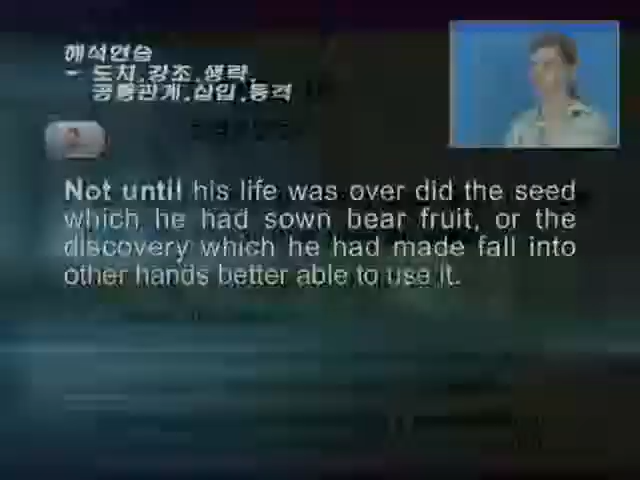 해석연습
- 도치,강조,생략,
공통관계,삽입,동격
Not until his life was over did the seed
which he had sown bear fruit, or the
discovery which he had made fall into
other hands better able to use it.